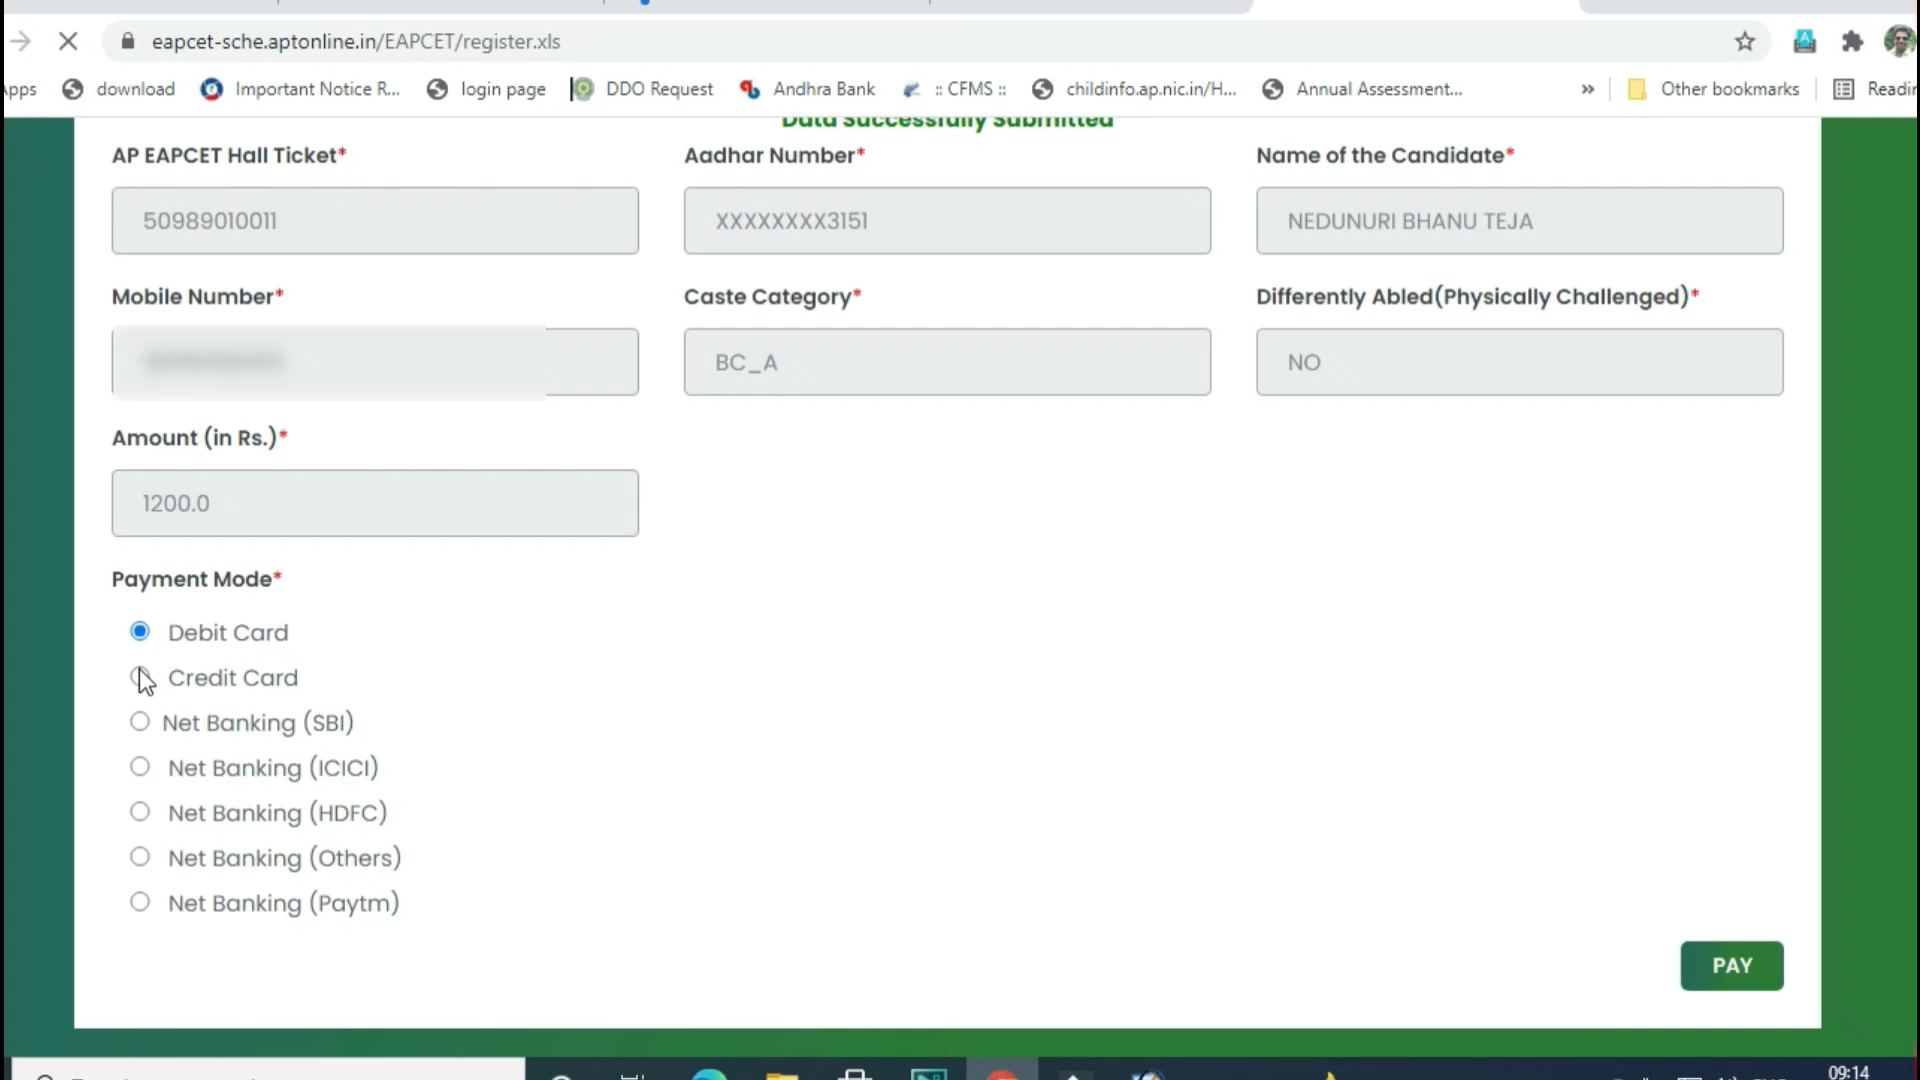 eapcet-sche.aptonline.in/EAPCET/register.xls
download Important Notice R... login page DDO Request Andhra Bank :: CFMS :: childinfo.ap.nic.in/H... Annual Assessment... » Other bookmarks
Data Successfully Submitted
AP EAPCET Hall Ticket* Aadhar Number* Name of the Candidate*
50989010011 XXXXXXXX3151 NEDUNURI BHANU TEJA
Mobile Number* Caste Category* Differently Abled(Physically Challenged)*
BC_A NO
Amount (in Rs.)*
1200.0
Payment Mode*
Debit Card
Credit Card
Net Banking (SBI)
Net Banking (ICICI)
Net Banking (HDFC)
Net Banking (Others)
Net Banking (Paytm)
PAY
09:14